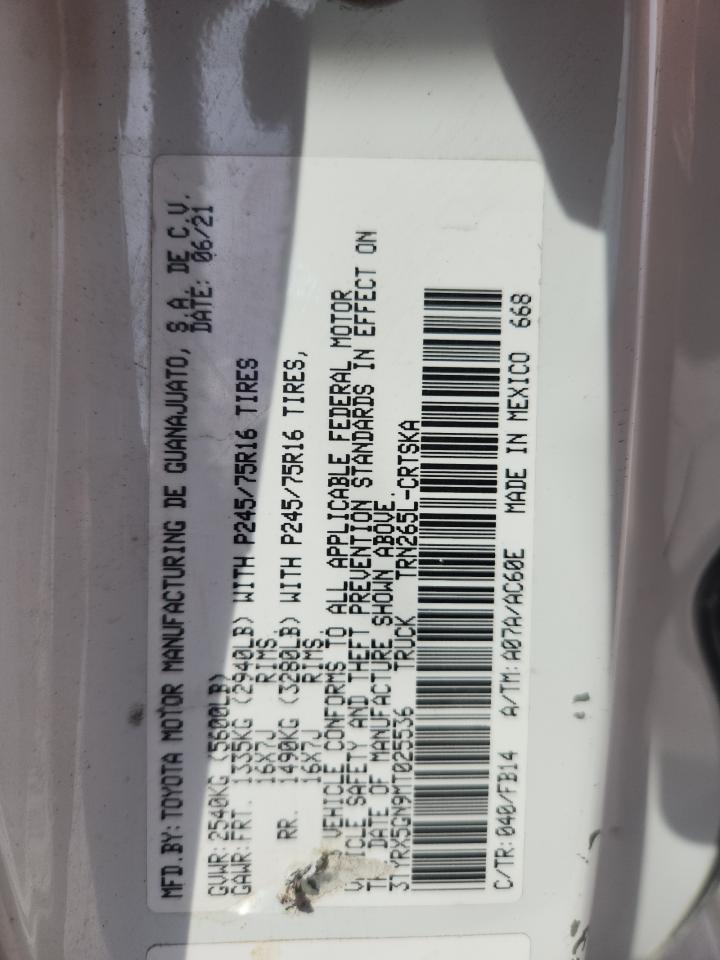 MFD.BY: TOYOTA MOTOR MANUFACTURING DE GUANAJUATO, S.A. DE C.V.
DATE: 06/21
GVWR: 2540KG (5600LB)
GAWR: FRT. 1335KG (2940LB) WITH P245/75R16 TIRES
16X7J RIMS,
RR. 1490KG (3280LB) WITH P245/75R16 TIRES,
16X7J RIMS.
VEHICLE CONFORMS TO ALL APPLICABLE FEDERAL MOTOR
SAFETY AND THEFT PREVENTION STANDARDS IN EFFECT ON
DATE OF MANUFACTURE SHOWN ABOVE.
3TYRX5GN9MT025536 TRUCK TRN265L-CRTSKA
C/TR: 040/FB14 A/TM: A07A/AC60E MADE IN MEXICO 668